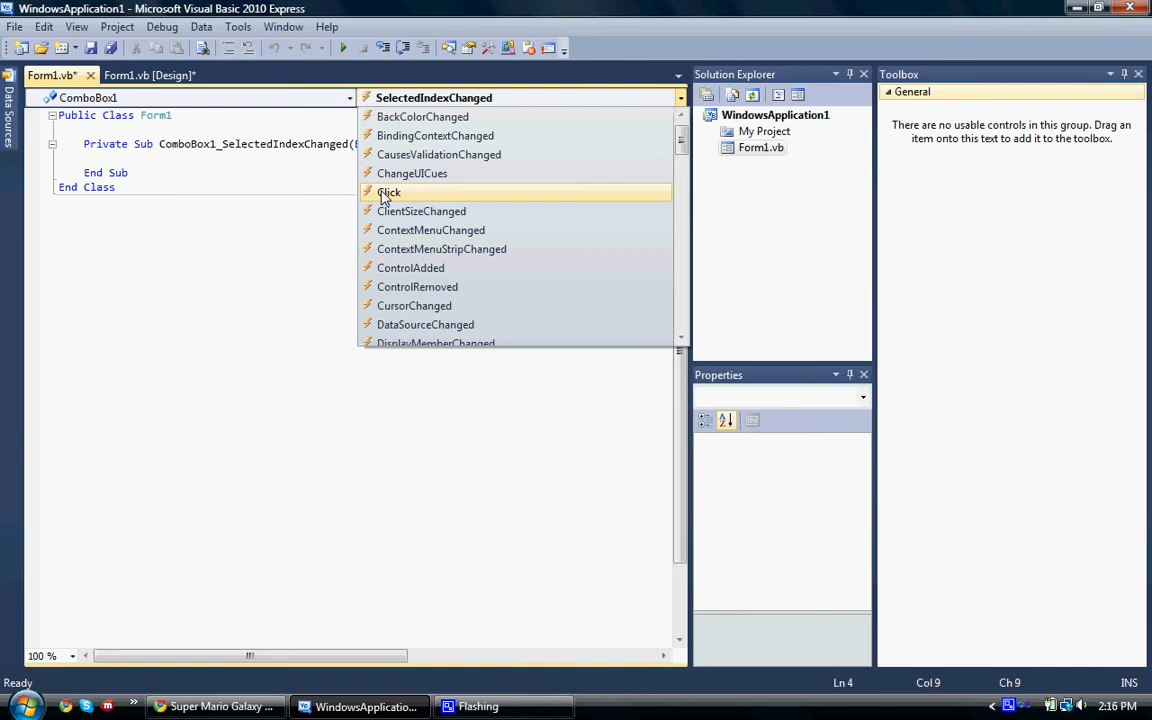 WindowsApplication1 - Microsoft Visual Basic 2010 Express
File Edit View Project Debug Data Tools Window Help
Form1.vb* Form1.vb [Design]*
Data Sources
ComboBox1
SelectedIndexChanged
Public Class Form1
Private Sub ComboBox1_SelectedIndexChanged(
End Sub
End Class
BackColorChanged
BindingContextChanged
CausesValidationChanged
ChangeUICues
Click
ClientSizeChanged
ContextMenuChanged
ContextMenuStripChanged
ControlAdded
ControlRemoved
CursorChanged
DataSourceChanged
DisplayMemberChanged
100 %
Solution Explorer
WindowsApplication1
My Project
Form1.vb
Properties
Toolbox
General
There are no usable controls in this group. Drag an
item onto this text to add it to the toolbox.
Ready Ln 4 Col 9 Ch 9 INS
Super Mario Galaxy ... WindowsApplicatio... Flashing 2:16 PM